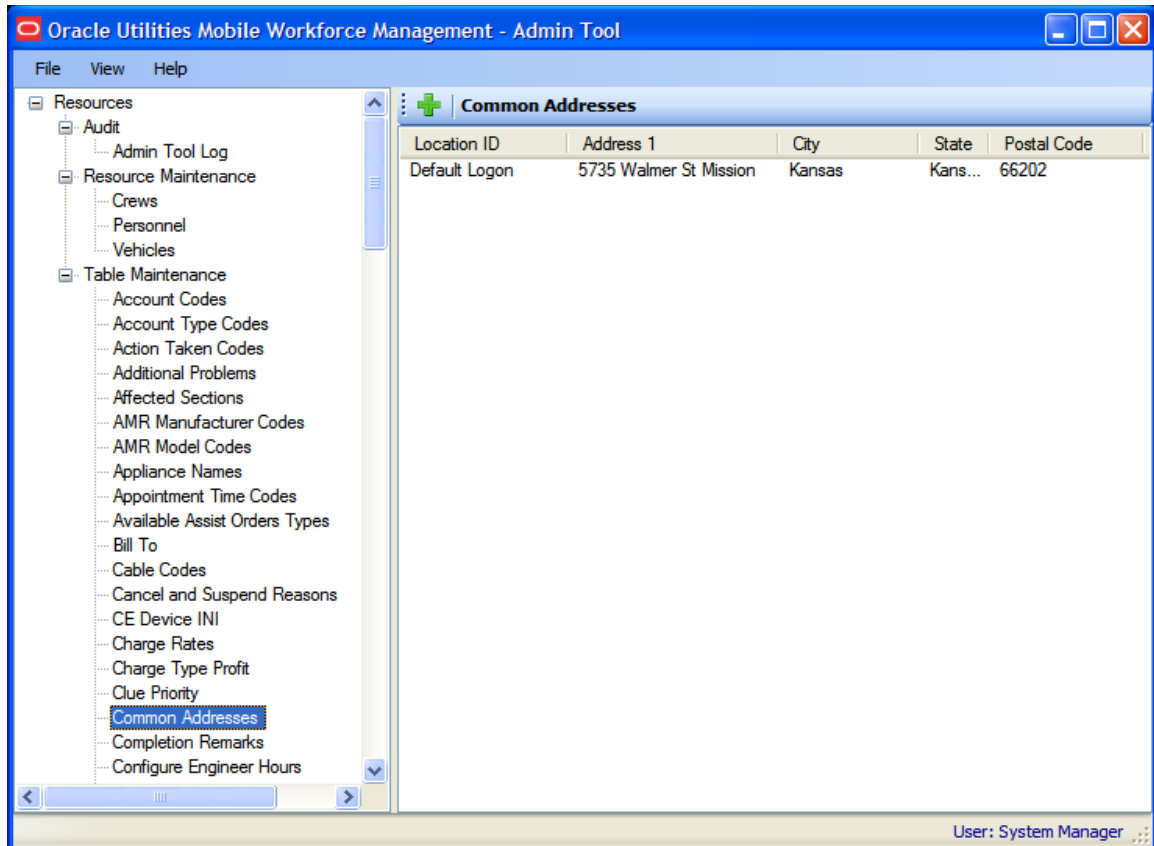 Oracle Utilities Mobile Workforce Management - Admin Tool
File View Help
Resources
Audit
Admin Tool Log
Resource Maintenance
Crews
Personnel
Vehicles
Table Maintenance
Account Codes
Account Type Codes
Action Taken Codes
Additional Problems
Affected Sections
AMR Manufacturer Codes
AMR Model Codes
Appliance Names
Appointment Time Codes
Available Assist Orders Types
Bill To
Cable Codes
Cancel and Suspend Reasons
CE Device INI
Charge Rates
Charge Type Profit
Clue Priority
Common Addresses
Completion Remarks
Configure Engineer Hours
Common Addresses
Location ID Address 1 City State Postal Code
Default Logon 5735 Walmer St Mission Kansas Kans... 66202
User: System Manager